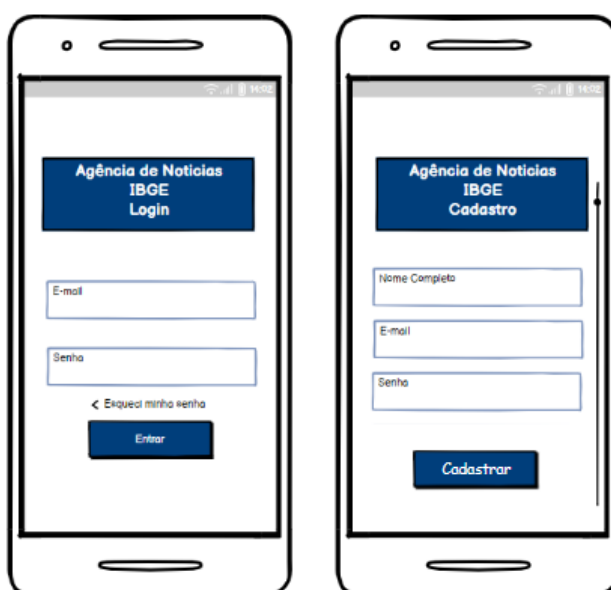 14:02
Agência de Noticias
IBGE
Login
E-mail
Senha
< Esqueci minha senha
Entrar
14:02
Agência de Noticias
IBGE
Cadastro
Nome Completo
E-mail
Senha
Cadastrar